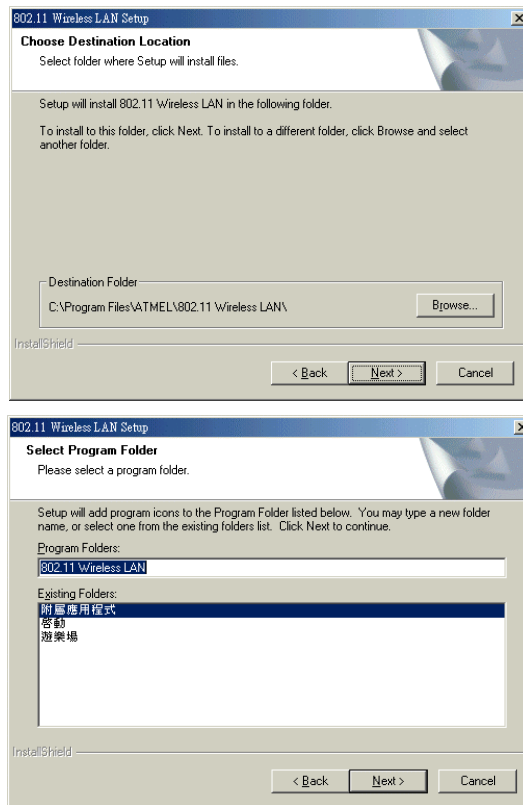 802.11 Wireless LAN Setup
Choose Destination Location
Select folder where Setup will install files.
Setup will install 802.11 Wireless LAN in the following folder.
To install to this folder, click Next. To install to a different folder, click Browse and select
another folder.
Destination Folder
C:\Program Files\ATMEL\802.11 Wireless LAN\
Browse...
InstallShield
< Back
Next >
Cancel
802.11 Wireless LAN Setup
Select Program Folder
Please select a program folder.
Setup will add program icons to the Program Folder listed below. You may type a new folder
name, or select one from the existing folders list. Click Next to continue.
Program Folders:
802.11 Wireless LAN
Existing Folders:
附屬應用程式
啓動
遊樂場
InstallShield
< Back
Next >
Cancel